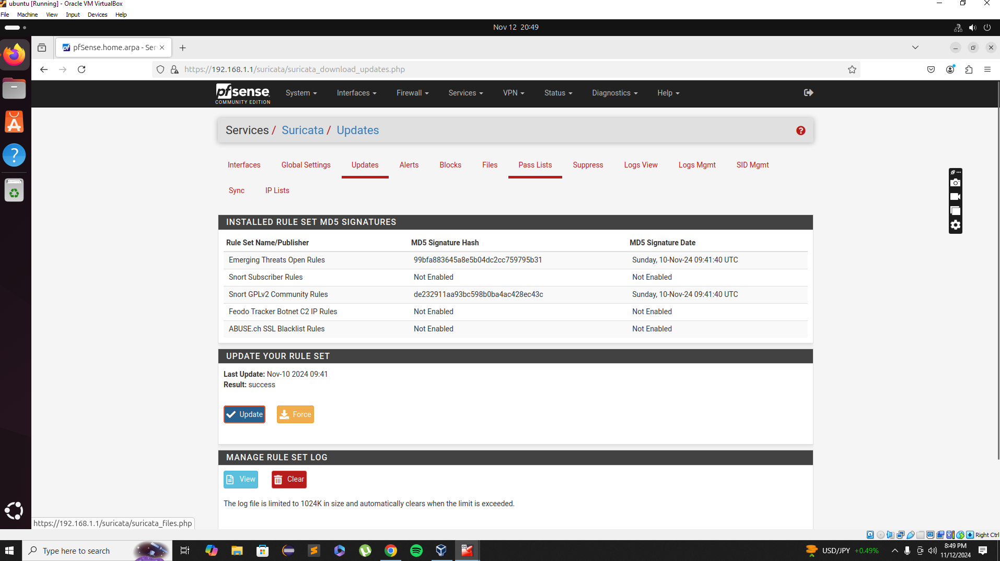 ubuntu [Running] - Oracle VM VirtualBox
File Machine View Input Devices Help
Nov 12 20:49
pfSense.home.arpa - Ser
https://192.168.1.1/suricata/suricata_download_updates.php
pfsense COMMUNITY EDITION
System Interfaces Firewall Services VPN Status Diagnostics Help
Services / Suricata / Updates
Interfaces Global Settings Updates Alerts Blocks Files Pass Lists Suppress Logs View Logs Mgmt SID Mgmt
Sync IP Lists
INSTALLED RULE SET MD5 SIGNATURES
Rule Set Name/Publisher MD5 Signature Hash MD5 Signature Date
Emerging Threats Open Rules 99bfa883645a8e5b04dc2cc759795b31 Sunday, 10-Nov-24 09:41:40 UTC
Snort Subscriber Rules Not Enabled Not Enabled
Snort GPLv2 Community Rules de232911aa93bc598b0ba4ac428ec43c Sunday, 10-Nov-24 09:41:40 UTC
Feodo Tracker Botnet C2 IP Rules Not Enabled Not Enabled
ABUSE.ch SSL Blacklist Rules Not Enabled Not Enabled
UPDATE YOUR RULE SET
Last Update: Nov-10 2024 09:41
Result: success
Update Force
MANAGE RULE SET LOG
View Clear
The log file is limited to 1024K in size and automatically clears when the limit is exceeded.
https://192.168.1.1/suricata/suricata_files.php
Right Ctrl
Type here to search
USD/JPY +0.49%
8:49 PM
11/12/2024